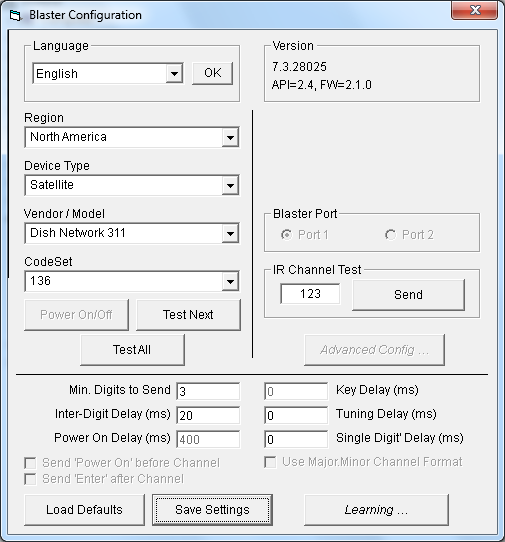 Blaster Configuration
Language
English
OK
Version
7.3.28025
API=2.4, FW=2.1.0
Region
North America
Device Type
Satellite
Vendor / Model
Dish Network 311
CodeSet
136
Power On/Off
Test Next
Test All
Blaster Port
Port 1
Port 2
IR Channel Test
123
Send
Advanced Config ...
Min. Digits to Send 3
0 Key Delay (ms)
Inter-Digit Delay (ms) 20
0 Tuning Delay (ms)
Power On Delay (ms) 400
0 Single Digit' Delay (ms)
Send 'Power On' before Channel
Use Major.Minor Channel Format
Send 'Enter' after Channel
Load Defaults
Save Settings
Learning ...